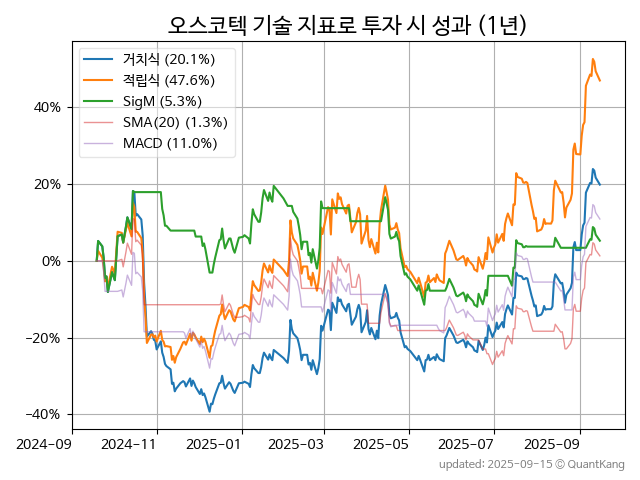 오스코텍 기술 지표로 투자 시 성과 (1년)
거치식 (20.1%)
적립식 (47.6%)
SigM (5.3%)
SMA(20) (1.3%)
MACD (11.0%)
40%
20%
0%
−20%
−40%
2024-09
2024-11
2025-01
2025-03
2025-05
2025-07
2025-09
updated: 2025-09-15 © QuantKang